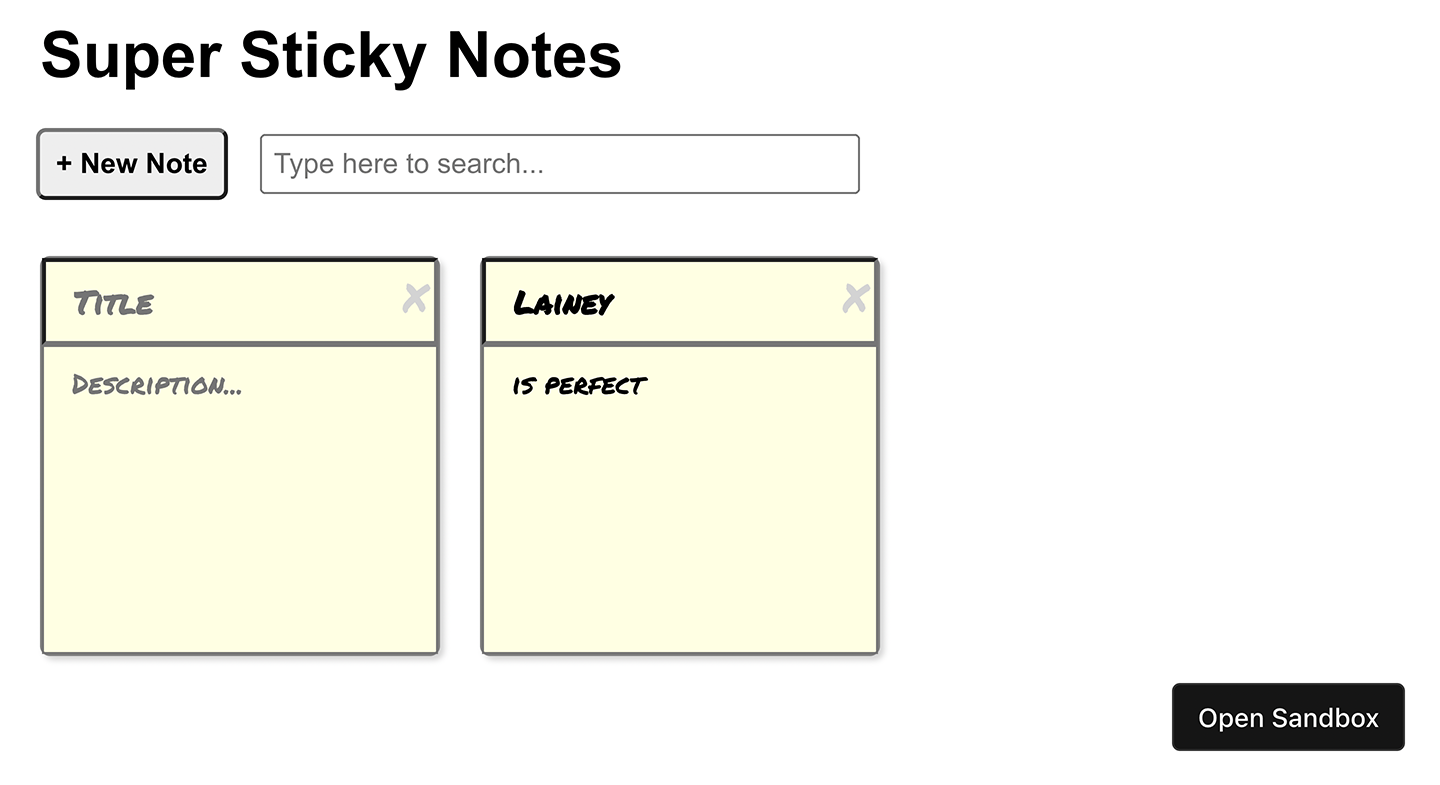 Super Sticky Notes
+ New Note
Type here to search...
Title
Lainey
Description...
is perfect
Open Sandbox